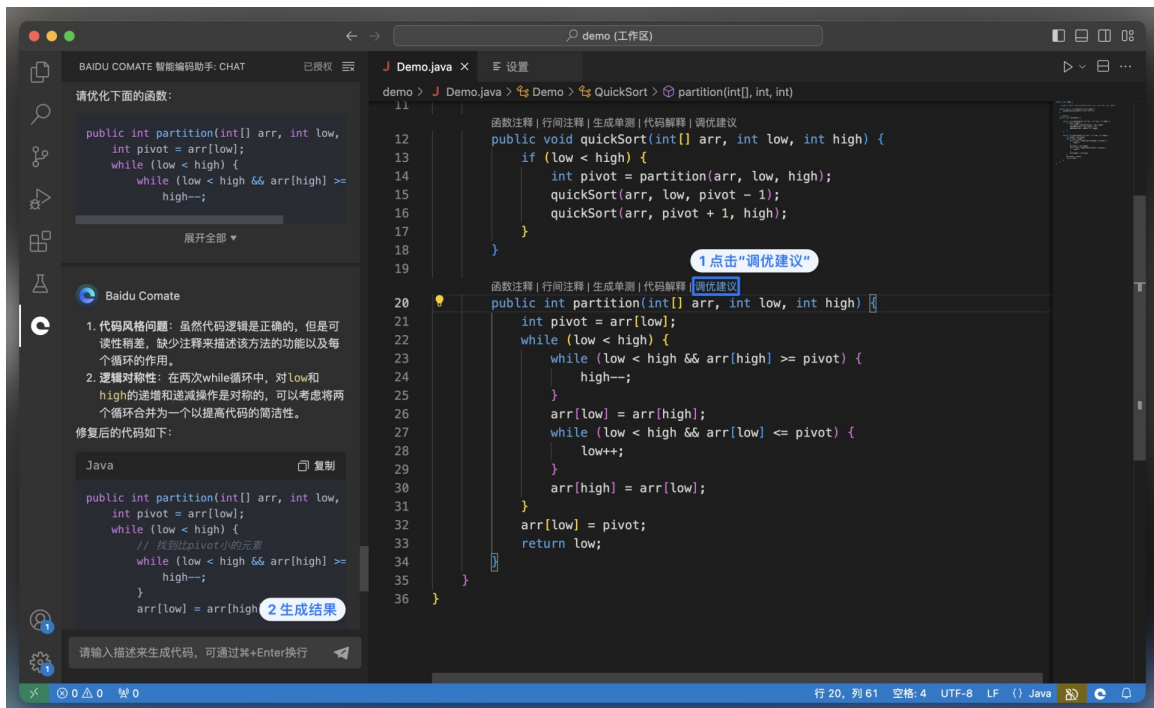 demo (工作区)
BAIDU COMATE 智能编码助手: CHAT
已授权
请优化下面的函数:
public int partition(int[] arr, int low,
int pivot = arr[low];
while (low < high) {
while (low < high && arr[high] >=
high--;
展开全部 ▾
Baidu Comate
1. 代码风格问题：虽然代码逻辑是正确的，但是可
读性稍差，缺少注释来描述该方法的功能以及每
个循环的作用。
2. 逻辑对称性：在两次while循环中，对low和
high的递增和递减操作是对称的，可以考虑将两
个循环合并为一个以提高代码的简洁性。
修复后的代码如下：
Java
复制
public int partition(int[] arr, int low,
int pivot = arr[low];
while (low < high) {
// 找到比pivot小的元素
while (low < high && arr[high] >=
high--;
}
arr[low] = arr[high
2 生成结果
请输入描述来生成代码，可通过⌘+Enter换行
J Demo.java ×
设置
demo > J Demo.java > Demo > QuickSort > partition(int[], int, int)
11
函数注释 | 行间注释 | 生成单测 | 代码解释 | 调优建议
12 public void quickSort(int[] arr, int low, int high) {
13 if (low < high) {
14 int pivot = partition(arr, low, high);
15 quickSort(arr, low, pivot - 1);
16 quickSort(arr, pivot + 1, high);
17 }
18 }
1 点击“调优建议”
19
函数注释 | 行间注释 | 生成单测 | 代码解释 | 调优建议
20 public int partition(int[] arr, int low, int high) {
21 int pivot = arr[low];
22 while (low < high) {
23 while (low < high && arr[high] >= pivot) {
24 high--;
25 }
26 arr[low] = arr[high];
27 while (low < high && arr[low] <= pivot) {
28 low++;
29 }
30 arr[high] = arr[low];
31 }
32 arr[low] = pivot;
33 return low;
34 }
35 }
36 }
1
1
0 0 0
行 20，列 61 空格: 4 UTF-8 LF {} Java